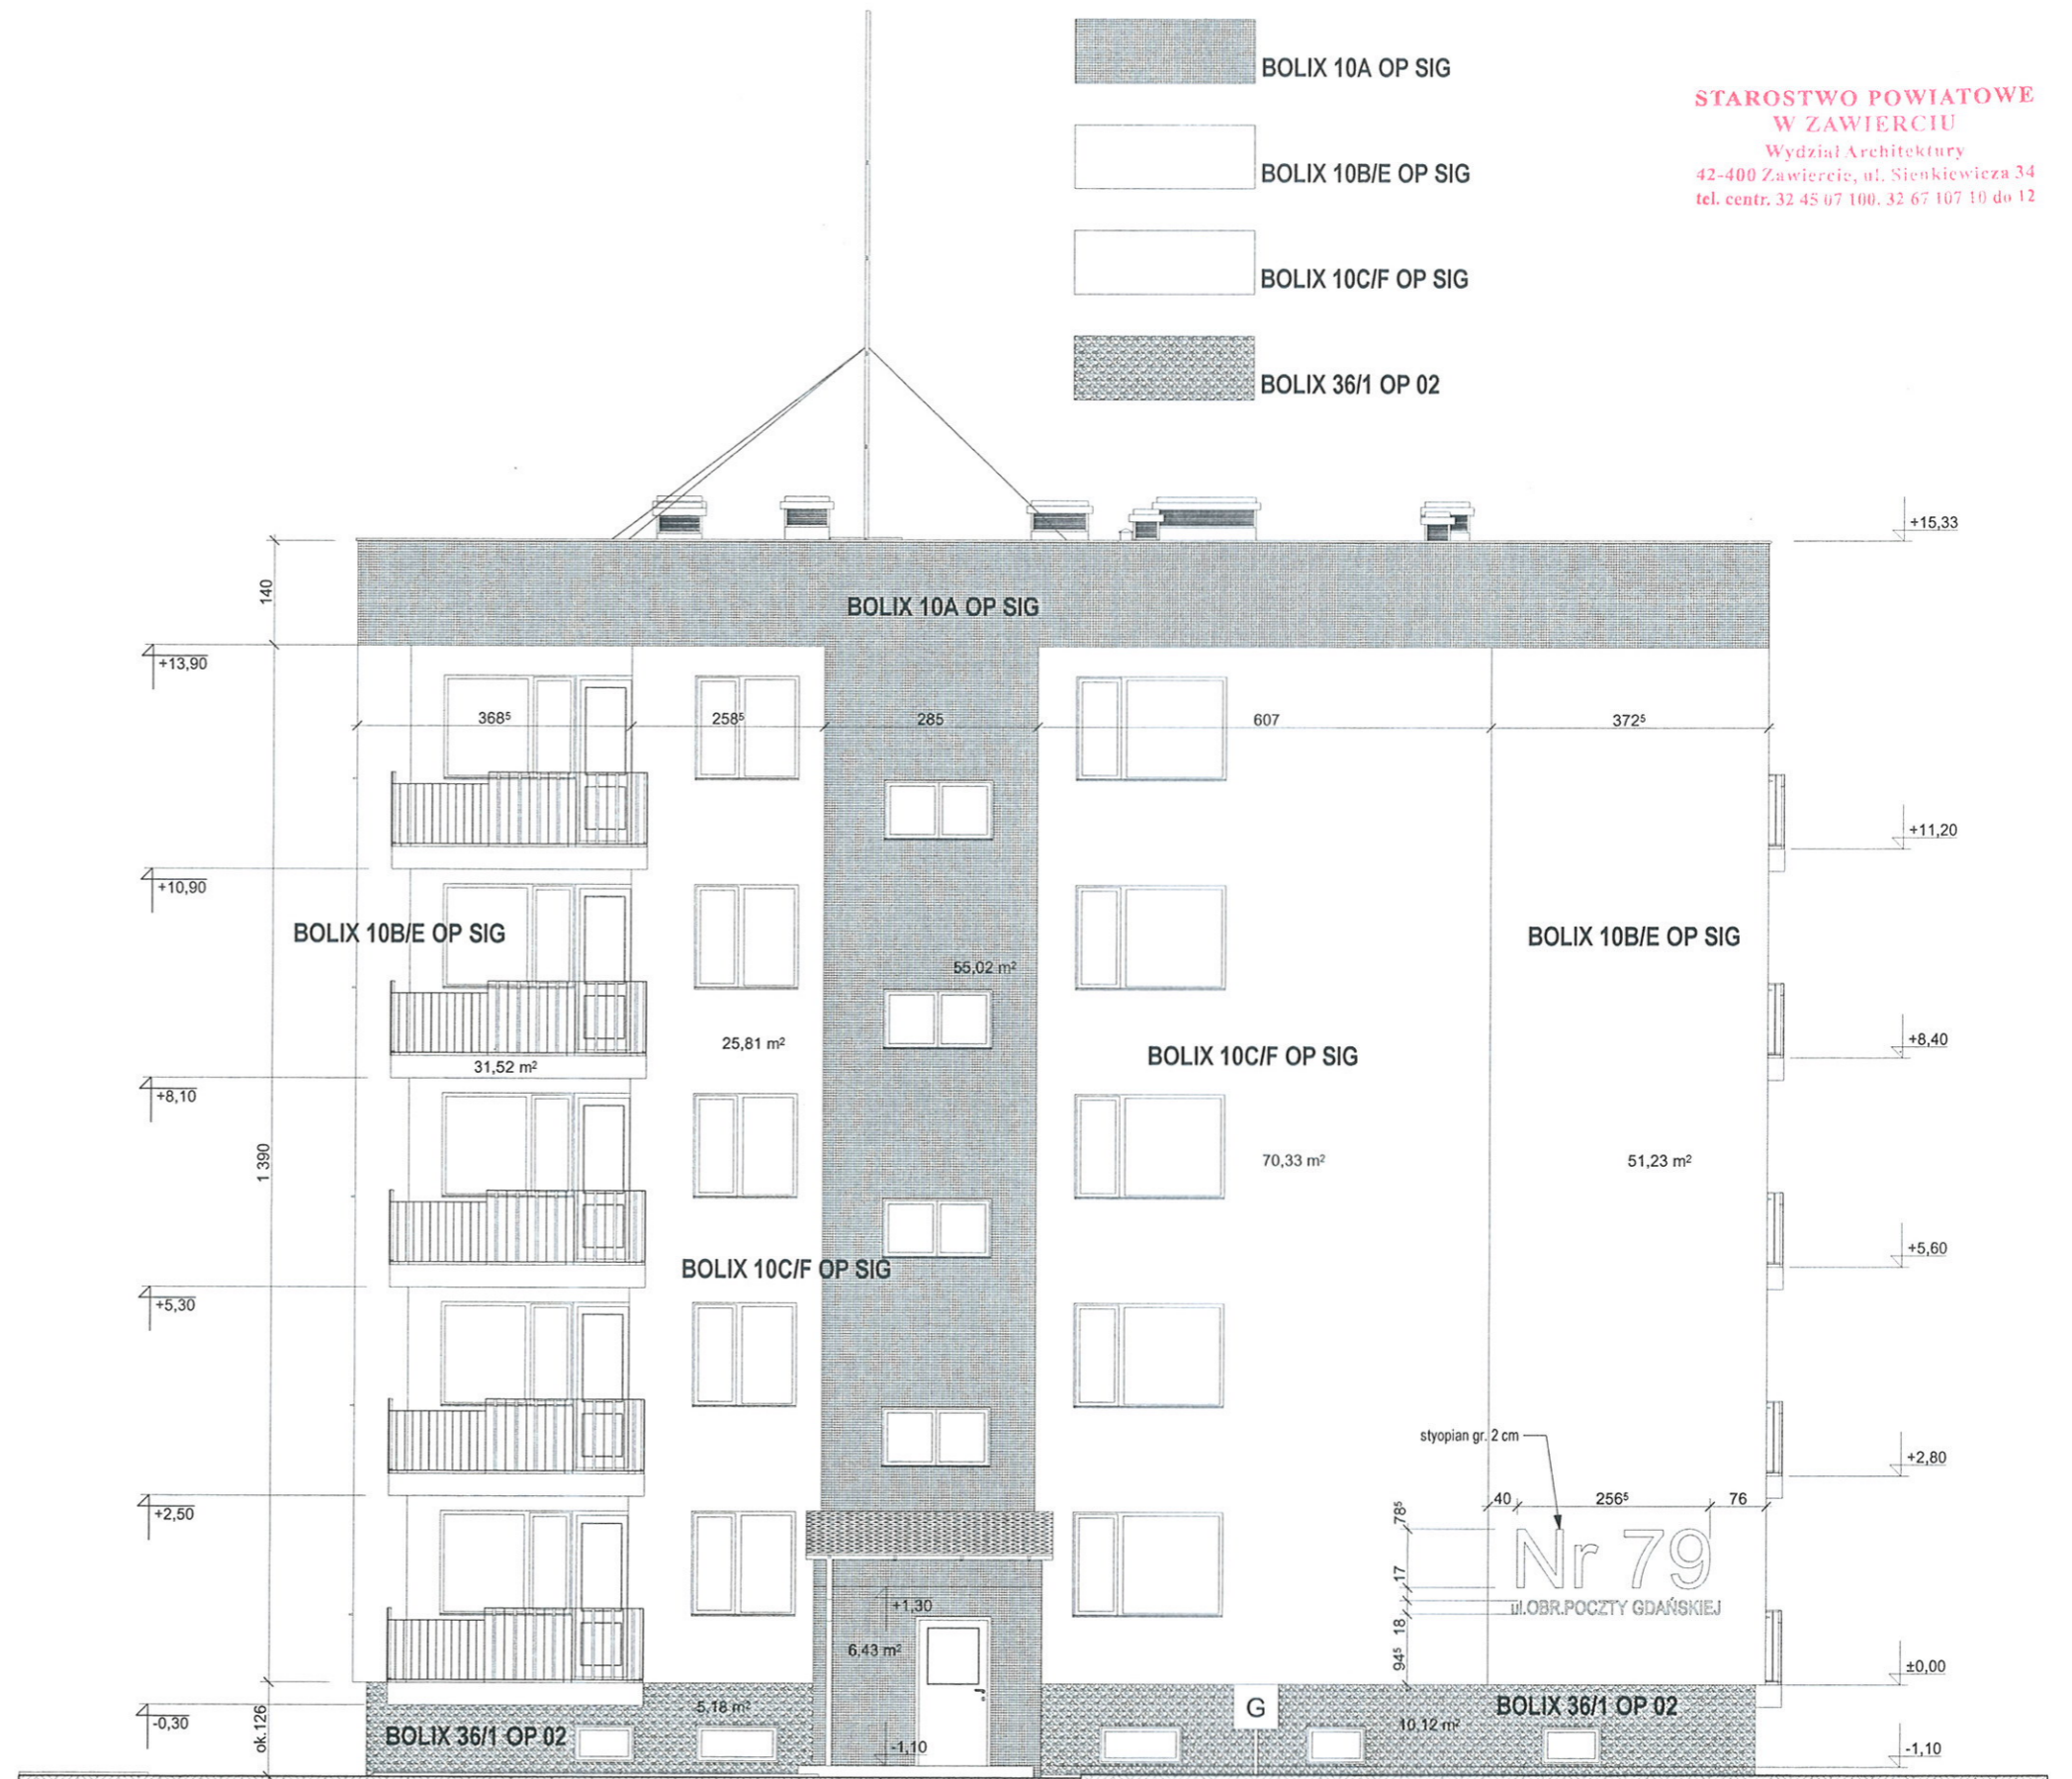 BOLIX 10A OP SIG
BOLIX 10B/E OP SIG
BOLIX 10C/F OP SIG
BOLIX 36/1 OP 02
STAROSTWO POWIATOWE
W ZAWIERCIU
Wydział Architektury
42-400 Zawiercie, ul. Sienkiewicza 34
tel. centr. 32 45 07 100. 32 67 107 10 do 12
+15,33
140
BOLIX 10A OP SIG
+13,90
368⁵
258⁵
285
607
372⁵
+11,20
+10,90
BOLIX 10B/E OP SIG
BOLIX 10B/E OP SIG
55,02 m²
25,81 m²
+8,40
BOLIX 10C/F OP SIG
31,52 m²
+8,10
1 390
70,33 m²
51,23 m²
+5,60
BOLIX 10C/F OP SIG
+5,30
styopian gr. 2 cm
+2,80
40
256⁵
76
+2,50
78⁵
Nr 79
17
+1,30
ul.OBR.POCZTY GDAŃSKIEJ
18
6,43 m²
94⁵
±0,00
5,18 m²
G
BOLIX 36/1 OP 02
-0,30
ok.126
BOLIX 36/1 OP 02
10,12 m²
-1,10
-1,10